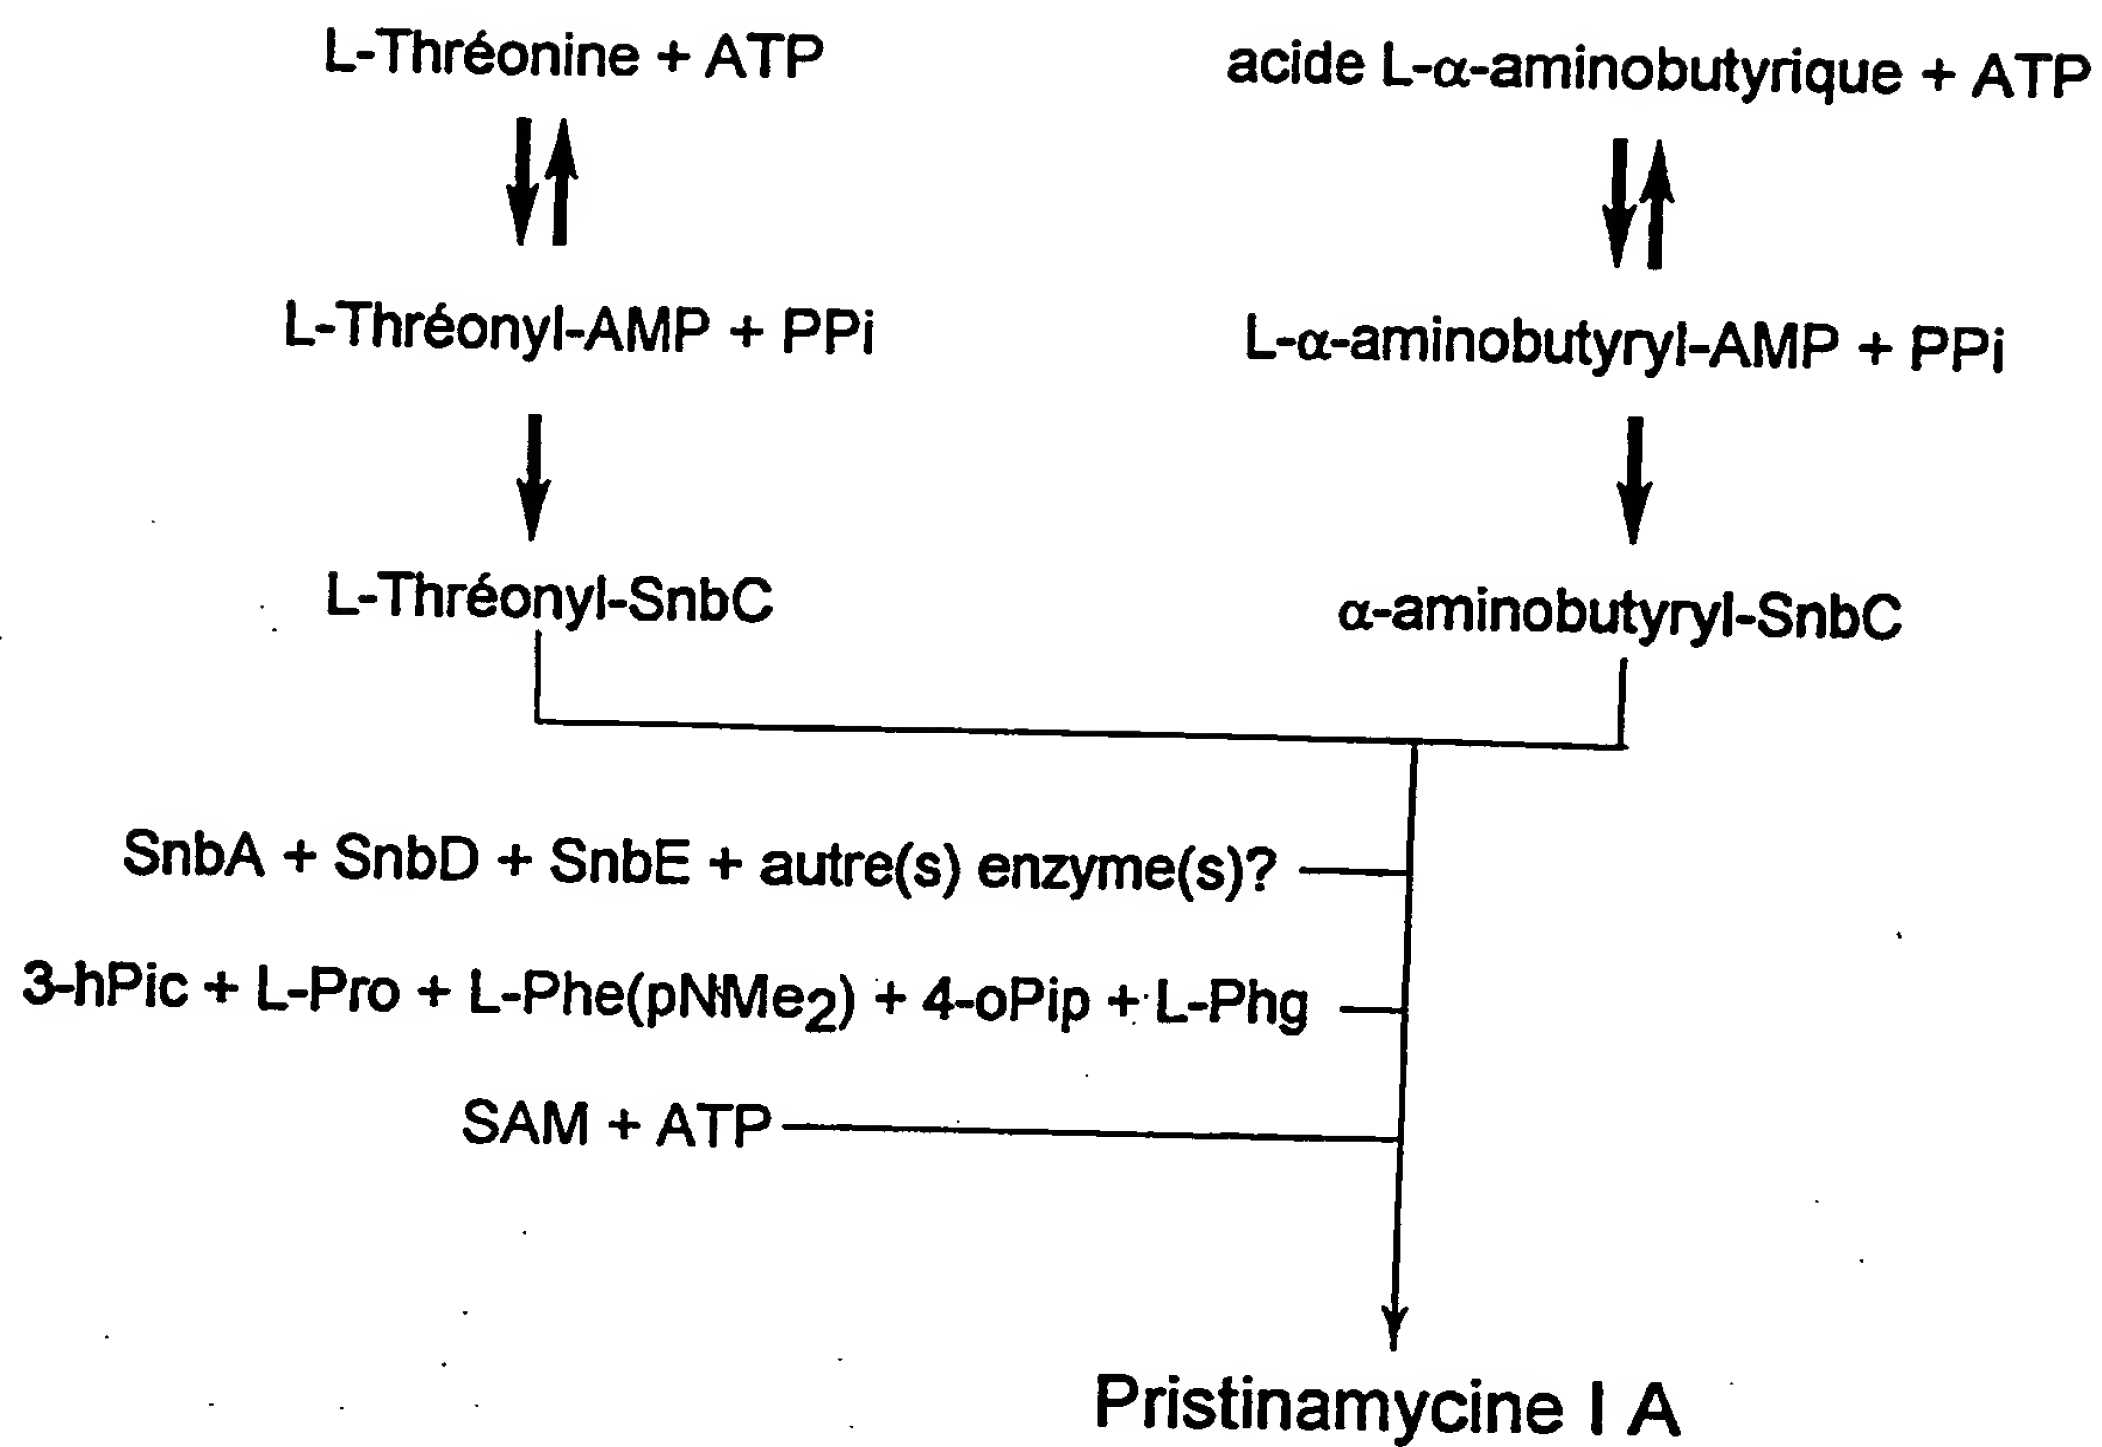 L-Thréonine + ATP
acide L-α-aminobutyrique + ATP
L-Thréonyl-AMP + PPi
L-α-aminobutyryl-AMP + PPi
L-Thréonyl-SnbC
α-aminobutyryl-SnbC
SnbA + SnbD + SnbE + autre(s) enzyme(s)?
3-hPic + L-Pro + L-Phe(pNMe2) + 4-oPip + L-Phg
SAM + ATP
Pristinamycine I A